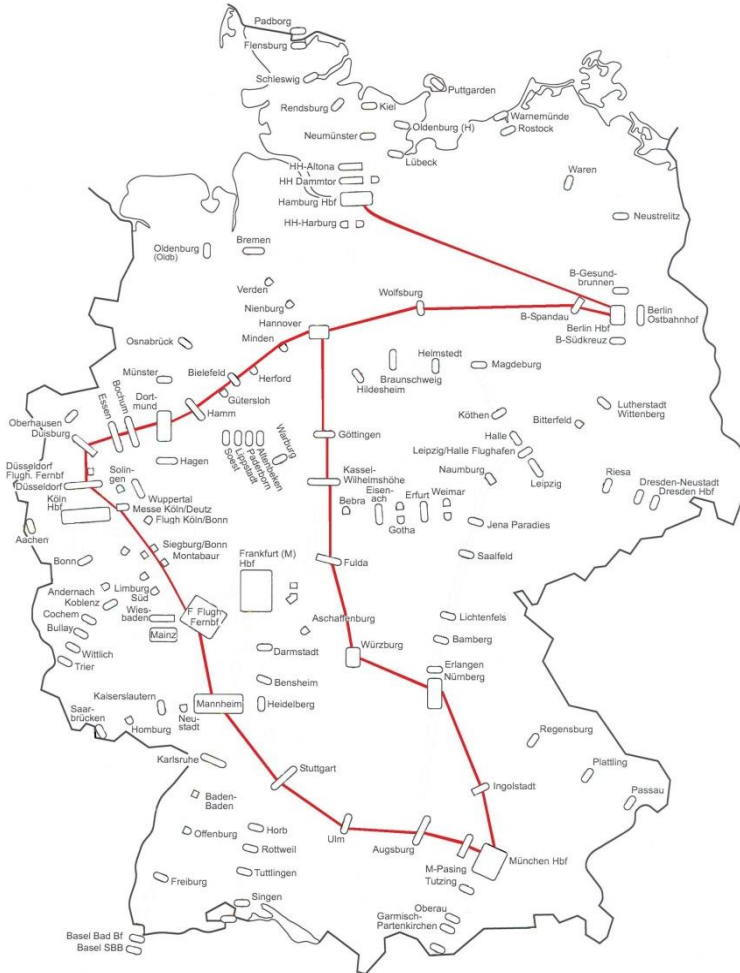 Padborg
Flensburg
Schleswig
Puttgarden
Rendsburg
Kiel
Oldenburg (H)
Warnemünde
Rostock
Neumünster
Lübeck
HH-Altona
HH Dammtor
Hamburg Hbf
HH-Harburg
Waren
Neustrelitz
Oldenburg
(Oldb)
Bremen
B-Gesund-
brunnen
Verden
Nienburg
Wolfsburg
B-Spandau
Berlin
Ostbahnhof
Hannover
Berlin Hbf
B-Südkreuz
Osnabrück
Minden
Münster
Bielefeld
Herford
Gütersloh
Hildesheim
Braunschweig
Helmstedt
Magdeburg
Oberhausen
Duisburg
Essen
Bochum
Dort-
mund
Hamm
Köthen
Bitterfeld
Lutherstadt
Wittenberg
Halle
Leipzig/Halle Flughafen
Leipzig
Göttingen
Hagen
Soest
Lippstadt
Paderborn
Altenbeken
Warburg
Düsseldorf
Flugh. Fernbf
Düsseldorf
Solin-
gen
Wuppertal
Kassel-
Wilhelmshöhe
Naumburg
Riesa
Dresden-Neustadt
Dresden Hbf
Köln
Hbf
Messe Köln/Deutz
Flugh Köln/Bonn
Bebra
Eisen-
ach
Gotha
Erfurt
Weimar
Jena Paradies
Aachen
Bonn
Siegburg/Bonn
Montabaur
Frankfurt (M)
Hbf
Fulda
Saalfeld
Andernach
Koblenz
Limburg
Süd
Cochem
Bullay
Wies-
baden
Mainz
F Flugh
Fernbf
Aschaffenburg
Lichtenfels
Wittlich
Trier
Darmstadt
Würzburg
Bamberg
Bensheim
Erlangen
Nürnberg
Kaiserslautern
Mannheim
Heidelberg
Saar-
brücken
Homburg
Neu-
stadt
Regensburg
Karlsruhe
Stuttgart
Ingolstadt
Plattling
Passau
Baden-
Baden
Offenburg
Horb
Rottweil
Ulm
Augsburg
München Hbf
M-Pasing
Tutzing
Tuttlingen
Freiburg
Singen
Oberau
Garmisch-
Partenkirchen
Basel Bad Bf
Basel SBB